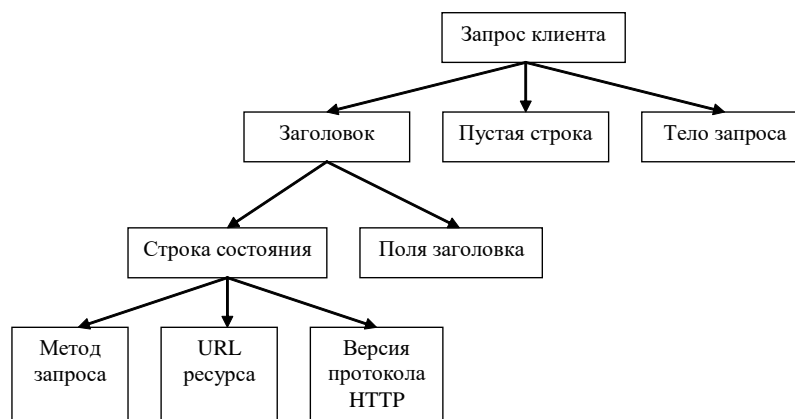 Запрос клиента
Заголовок
Пустая строка
Тело запроса
Строка состояния
Поля заголовка
Метод
запроса
URL
ресурса
Версия
протокола
HTTP